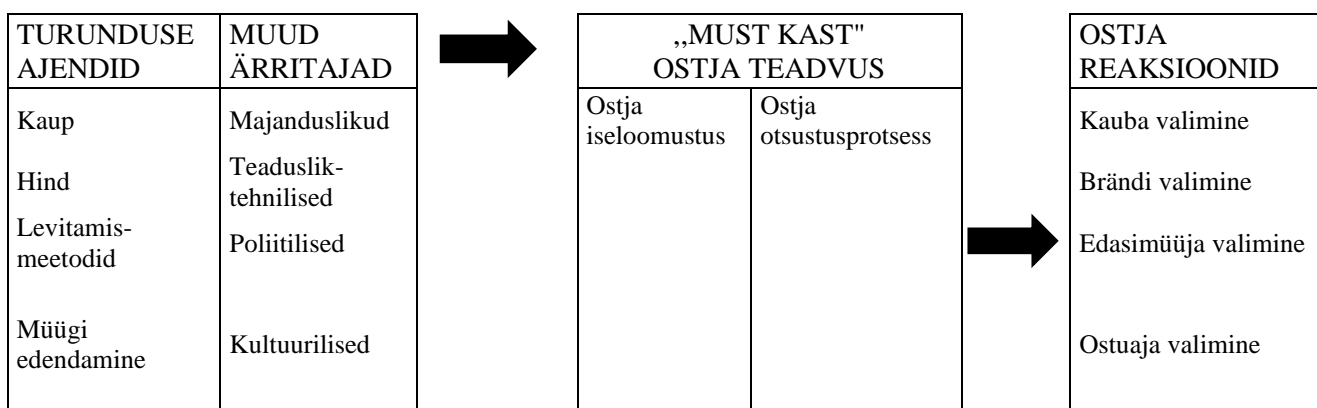 TURUNDUSE
AJENDID
MUUD
ÄRRITAJAD
,,MUST KAST"
OSTJA TEADVUS
OSTJA
REAKSIOONID
Kaup
Majanduslikud
Ostja
iseloomustus
Ostja
otsustusprotsess
Kauba valimine
Hind
Teaduslik-
tehnilised
Brändi valimine
Levitamis-
meetodid
Poliitilised
Edasimüüja valimine
Müügi
edendamine
Kultuurilised
Ostuaja valimine